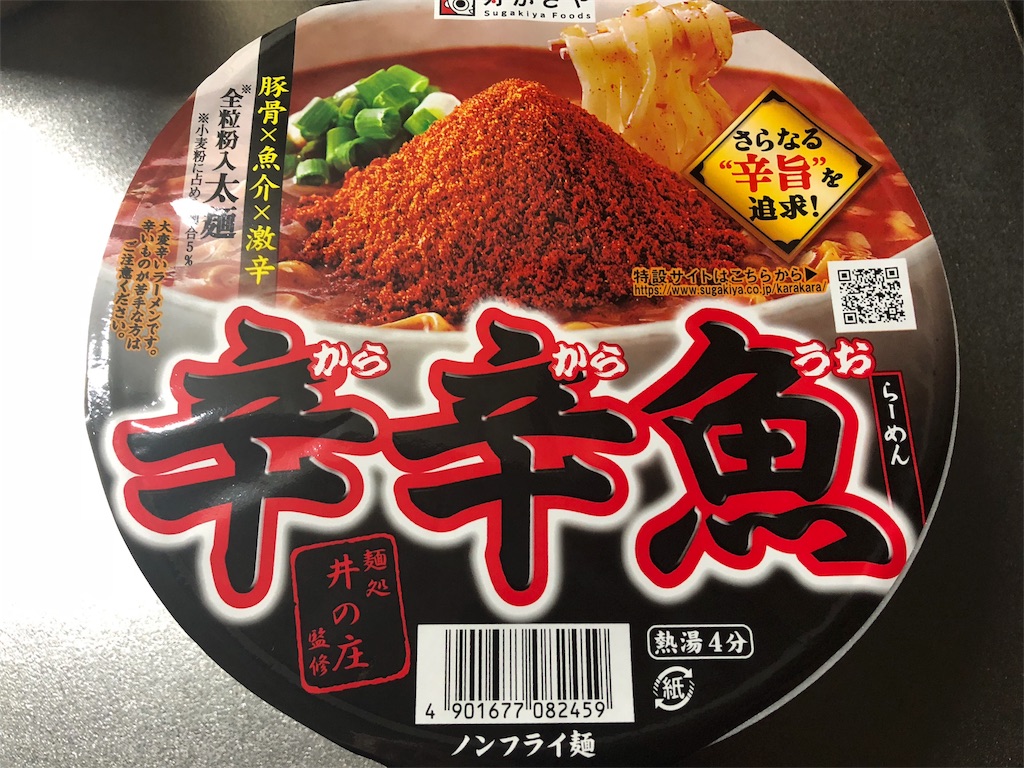 寿がきや
Sugakiya Foods
豚骨×魚介×激辛
※全粒粉入太麺
※小麦粉に占め
割合5%
大変辛いラーメンです。
辛いものが苦手な方は
ご注意ください。
さらなる
“辛旨”を
追求!
特設サイトはこちらから▶
https://www.sugakiya.co.jp/karakara/
辛辛魚
から から うお
らーめん
麺処
井の庄
監修
熱湯4分
紙
4 901677 082459
ノンフライ麺